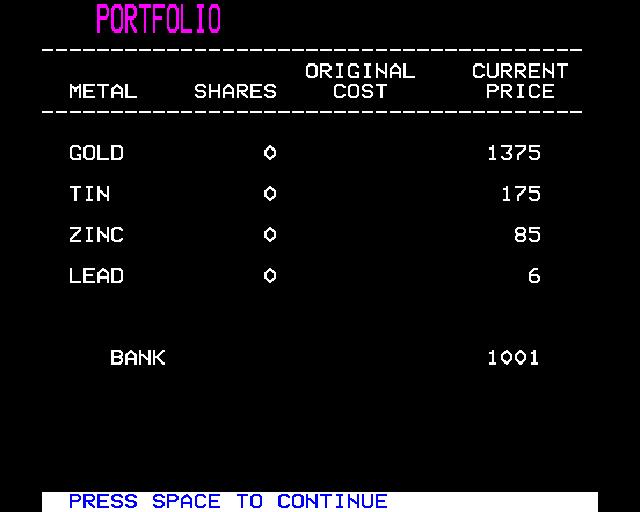 PORTFOLIO
ORIGINAL CURRENT
METAL SHARES COST PRICE
GOLD 0 1375
TIN 0 175
ZINC 0 85
LEAD 0 6
BANK 1001
PRESS SPACE TO CONTINUE